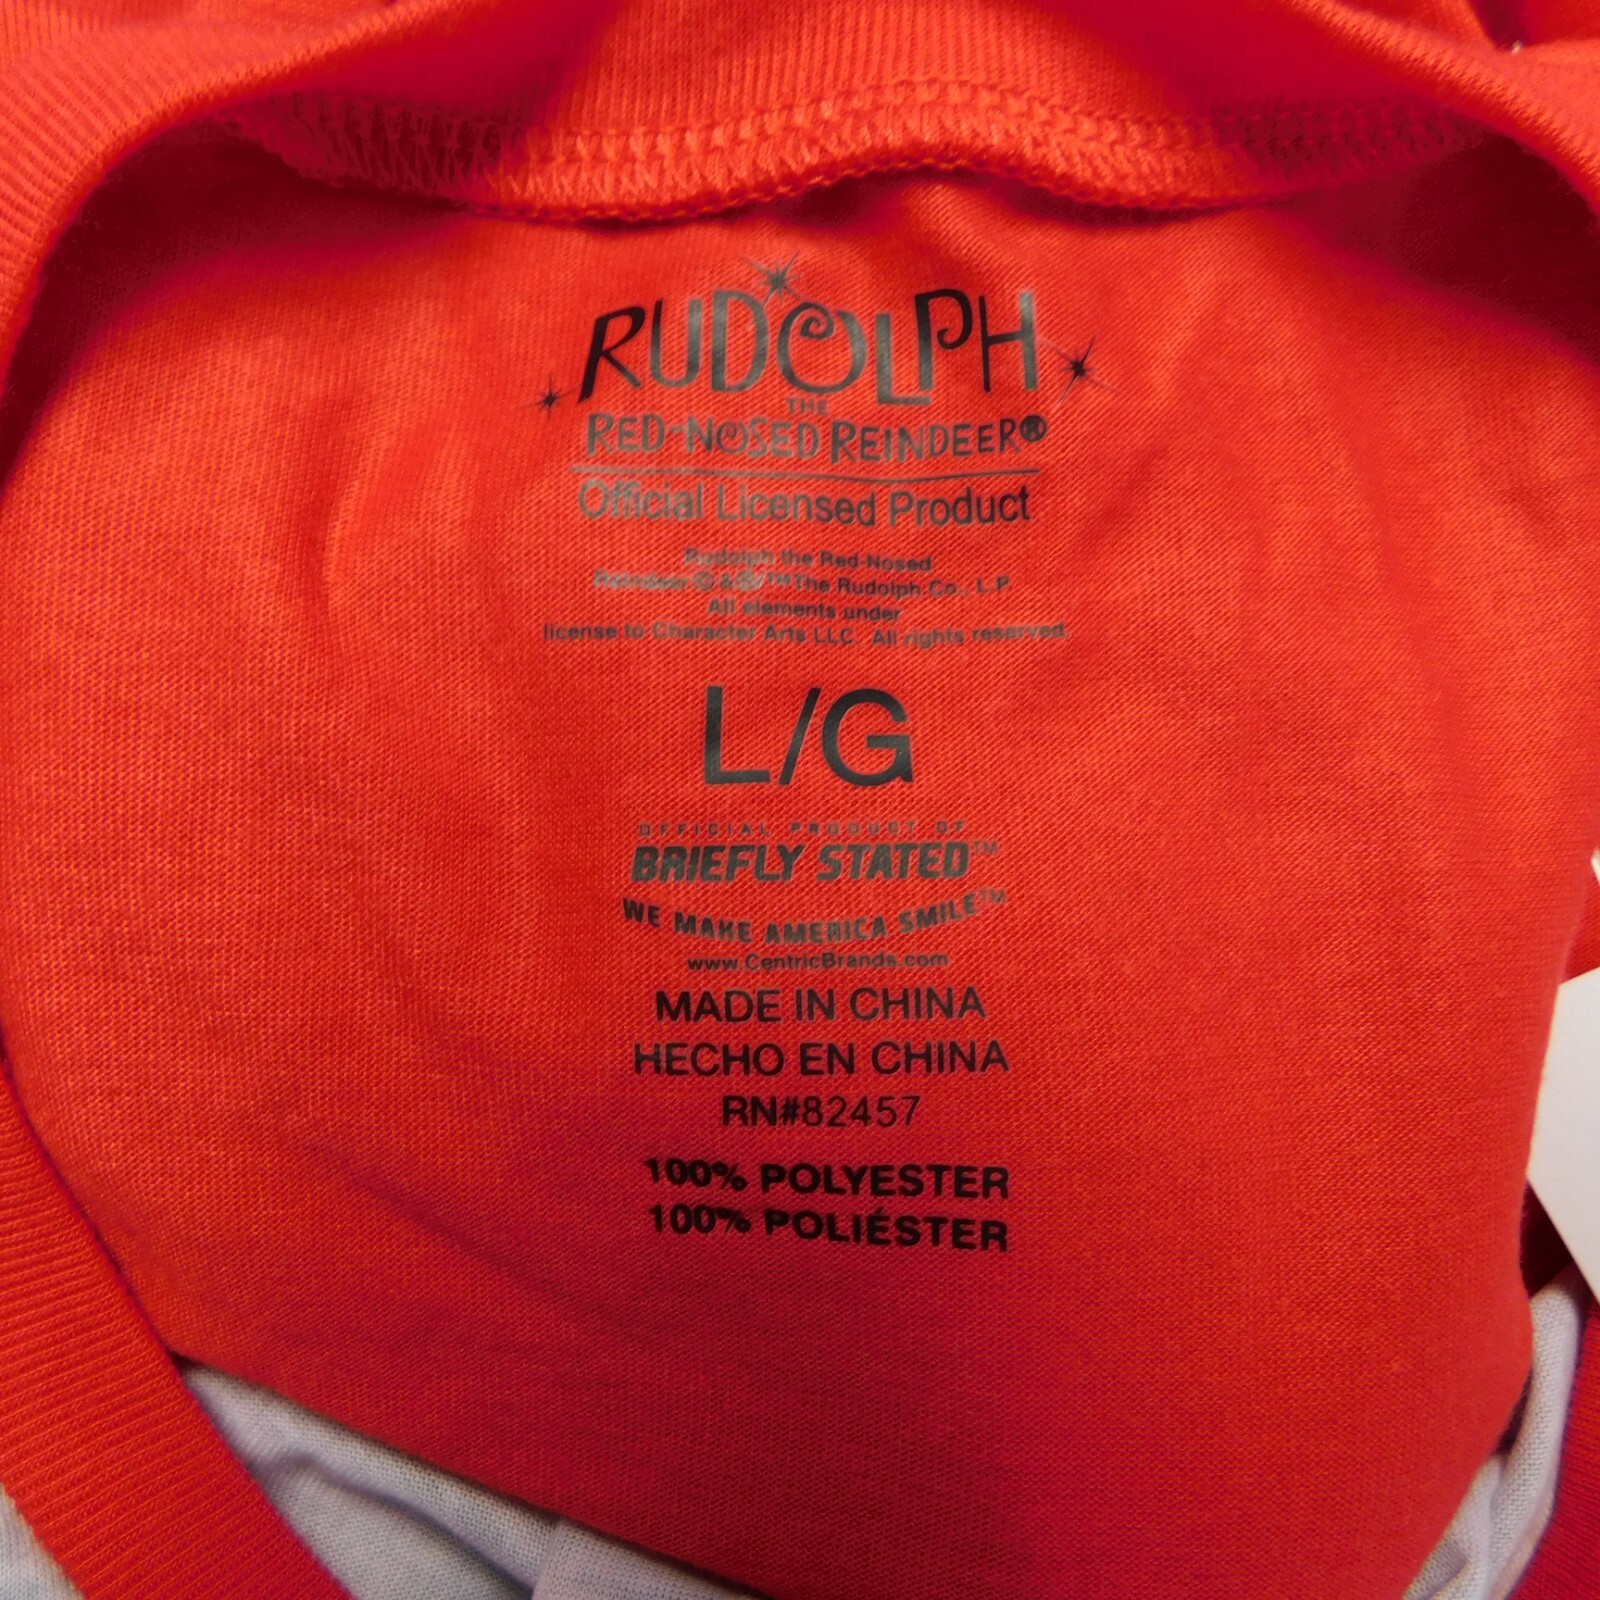 RUDOLPH
THE
RED-NOSED REINDEER®
Official Licensed Product
Rudolph the Red-Nosed
Reindeer © & ®/™ The Rudolph Co., L.P.
All elements under
license to Character Arts LLC. All rights reserved.
L/G
OFFICIAL PRODUCT OF
BRIEFLY STATED™
WE MAKE AMERICA SMILE™
www.CentricBrands.com
MADE IN CHINA
HECHO EN CHINA
RN#82457
100% POLYESTER
100% POLIÉSTER